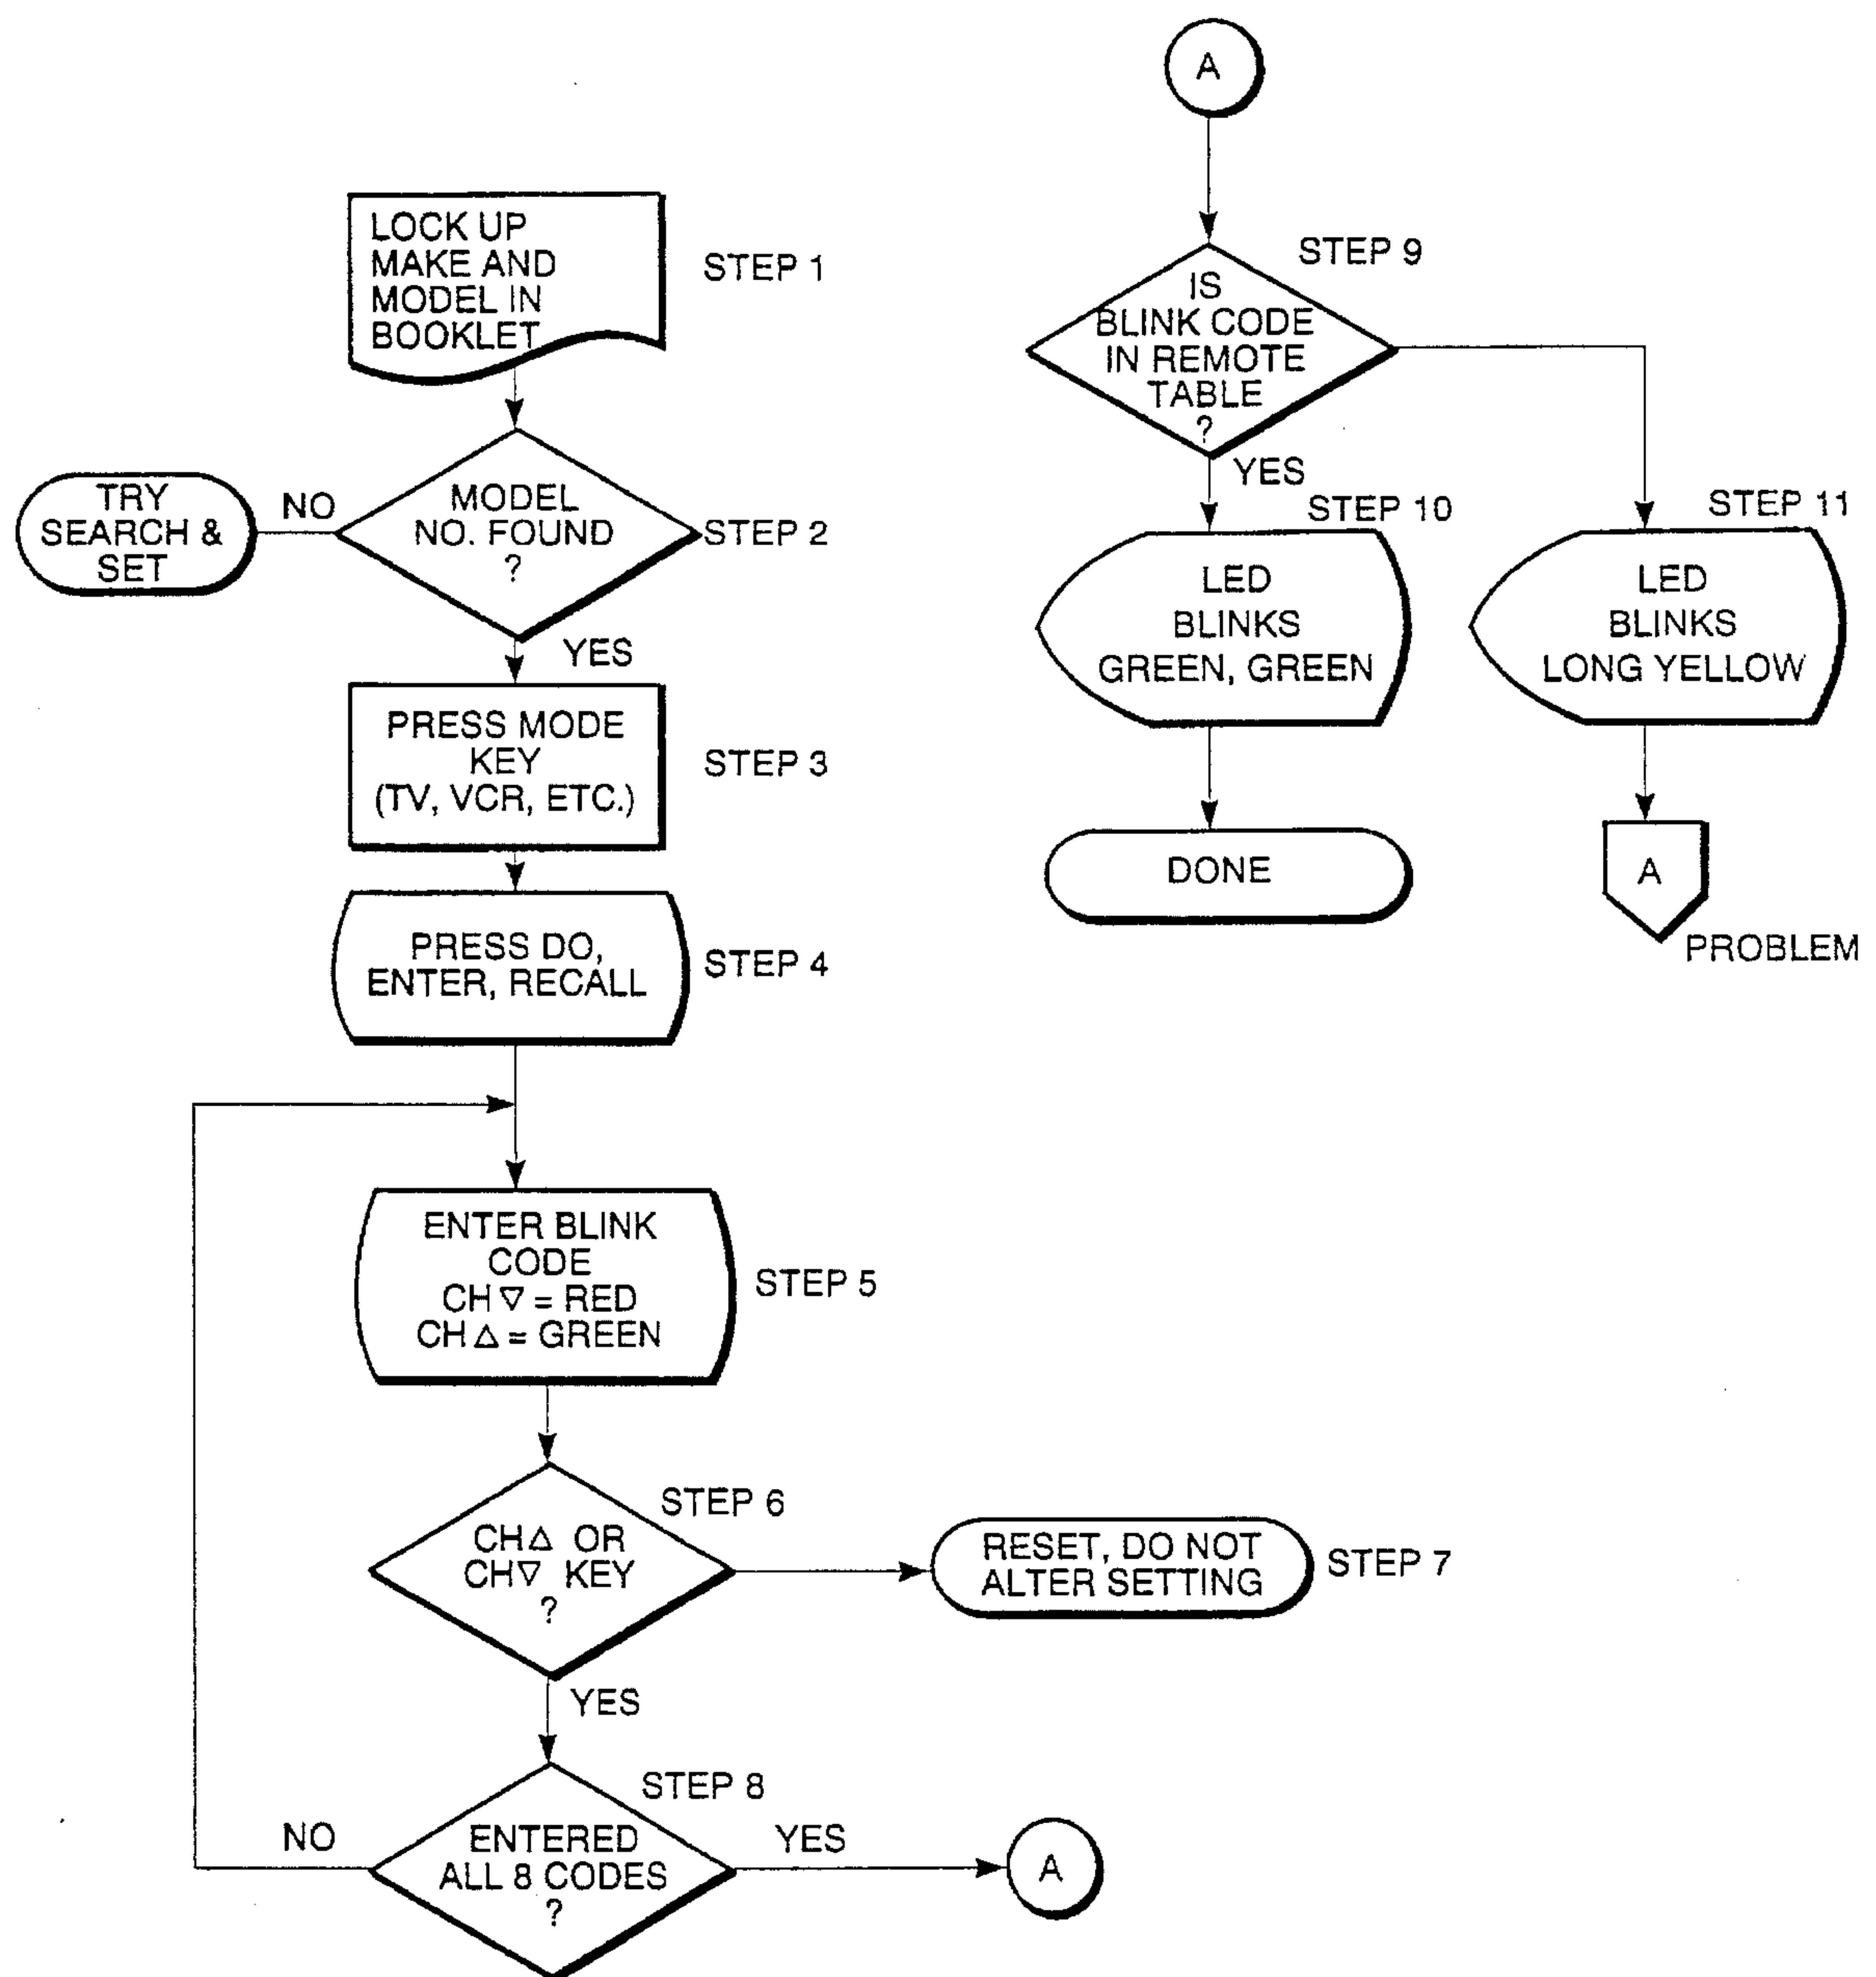 LOCK UP
MAKE AND
MODEL IN
BOOKLET
STEP 1
MODEL
NO. FOUND
?
STEP 2
NO
TRY
SEARCH &
SET
YES
PRESS MODE
KEY
(TV, VCR, ETC.)
STEP 3
PRESS DO,
ENTER, RECALL
STEP 4
ENTER BLINK
CODE
CH▽ = RED
CH△ = GREEN
STEP 5
STEP 6
CH△ OR
CH▽ KEY
?
RESET, DO NOT
ALTER SETTING
STEP 7
YES
STEP 8
ENTERED
ALL 8 CODES
?
NO
YES
A
A
STEP 9
IS
BLINK CODE
IN REMOTE
TABLE
?
YES
STEP 10
LED
BLINKS
GREEN, GREEN
DONE
STEP 11
LED
BLINKS
LONG YELLOW
A
PROBLEM